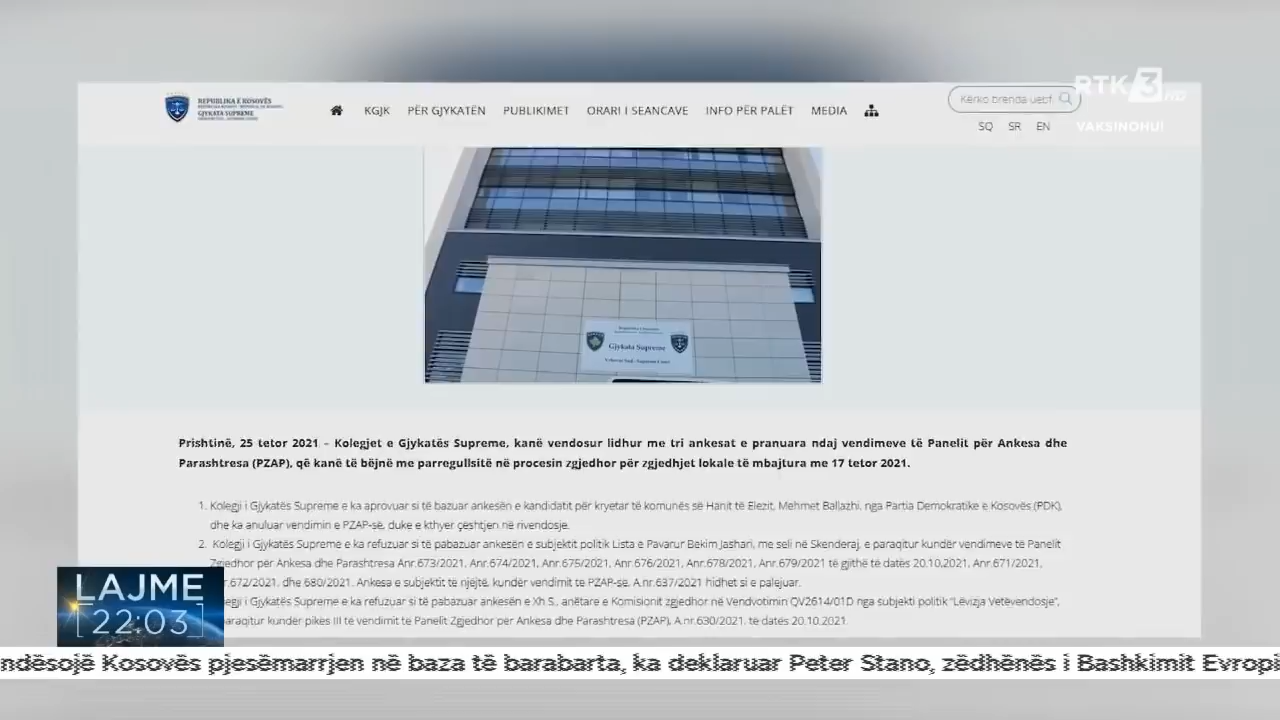 REPUBLIKA E KOSOVËS
GJYKATA SUPREME
KGJK PËR GJYKATËN PUBLIKIMET ORARI I SEANCAVE INFO PËR PALËT MEDIA
Kërko brenda uebf
SQ SR EN
RTK3 HD
VAKSINOHU!
Gjykata Supreme
Prishtinë, 25 tetor 2021 – Kolegjet e Gjykatës Supreme, kanë vendosur lidhur me tri ankesat e pranuara ndaj vendimeve të Panelit për Ankesa dhe
Parashtresa (PZAP), që kanë të bëjnë me parregullsitë në procesin zgjedhor për zgjedhjet lokale të mbajtura me 17 tetor 2021.
1. Kolegji i Gjykatës Supreme e ka aprovuar si të bazuar ankesën e kandidatit për kryetar të komunës së Hanit të Elezit, Mehmet Ballazhi, nga Partia Demokratike e Kosovës (PDK),
dhe ka anuluar vendimin e PZAP-së, duke e kthyer çështjen në rivendosje.
2. Kolegji i Gjykatës Supreme e ka refuzuar si të pabazuar ankesën e subjektit politik Lista e Pavarur Bekim Jashari, me seli në Skenderaj, e paraqitur kundër vendimeve të Panelit
Zgjedhor për Ankesa dhe Parashtresa Anr.673/2021, Anr.674/2021, Anr.675/2021, Anr.676/2021, Anr.678/2021, Anr.679/2021 të gjithë të datës 20.10.2021, Anr.671/2021,
r.672/2021, dhe 680/2021. Ankesa e subjektit të njëjtë, kundër vendimit të PZAP-së, A.nr.637/2021 hidhet si e palejuar.
egji i Gjykatës Supreme e ka refuzuar si të pabazuar ankesën e Xh.S., anëtare e Komisionit zgjedhor në Vendvotimin QV2614/01D nga subjekti politik "Lëvizja Vetëvendosje",
paraqitur kundër pikës III të vendimit të Panelit Zgjedhor për Ankesa dhe Parashtresa (PZAP), A.nr.630/2021, të datës 20.10.2021.
LAJME
22:03
ndësojë Kosovës pjesëmarrjen në baza të barabarta, ka deklaruar Peter Stano, zëdhënës i Bashkimit Evropi